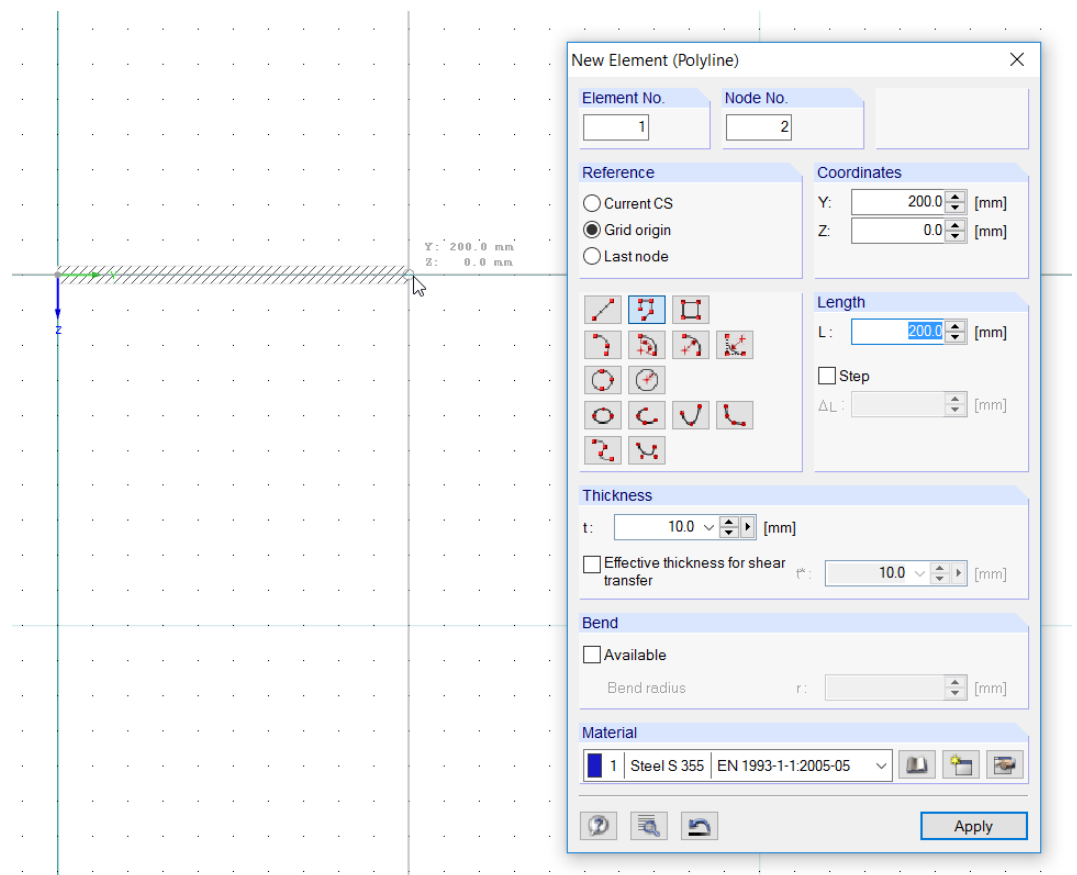 New Element (Polyline)
Element No.
Node No.
1
2
Reference
Coordinates
Current CS
Y: 200.0 [mm]
Grid origin
Z: 0.0 [mm]
Last node
Y: 200.0 mm
Z: 0.0 mm
Y
z
Length
L: 200.0 [mm]
Step
ΔL: [mm]
Thickness
t: 10.0 [mm]
Effective thickness for shear
transfer
t*: 10.0 [mm]
Bend
Available
Bend radius r: [mm]
Material
1 Steel S 355 EN 1993-1-1:2005-05
Apply